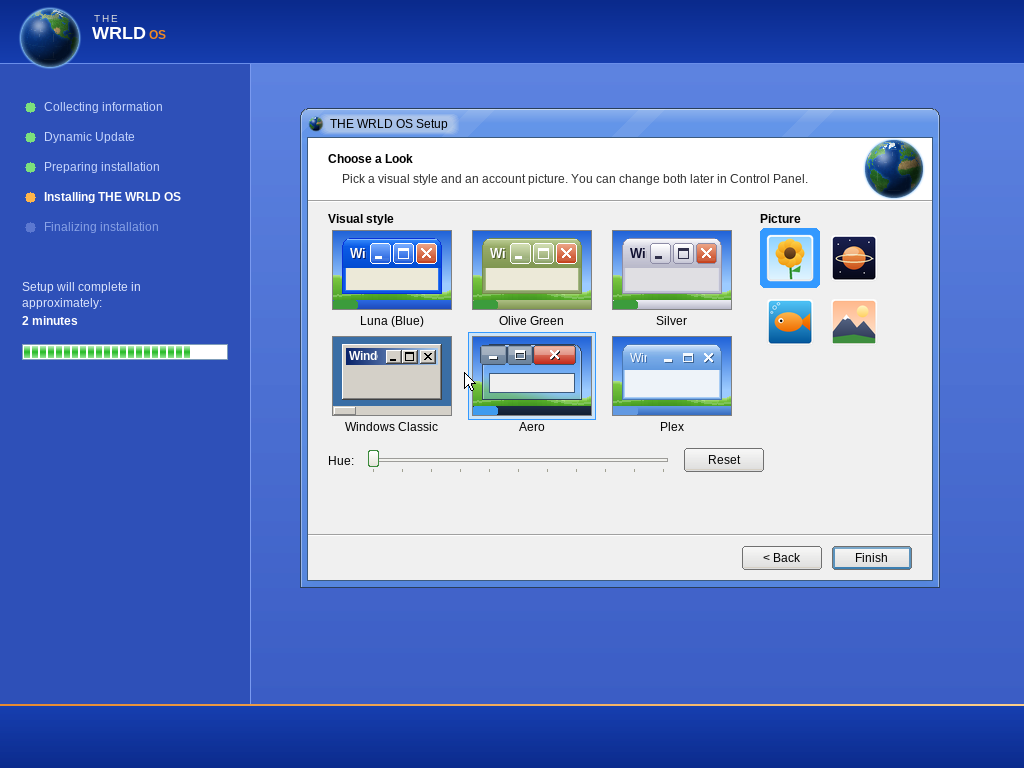 THE
WRLD OS
Collecting information
Dynamic Update
Preparing installation
Installing THE WRLD OS
Finalizing installation
Setup will complete in
approximately:
2 minutes
THE WRLD OS Setup
Choose a Look
Pick a visual style and an account picture. You can change both later in Control Panel.
Visual style
Picture
Wi
Wi
Wi
Luna (Blue)
Olive Green
Silver
Wind
Wir
Windows Classic
Aero
Plex
Hue:
Reset
< Back
Finish